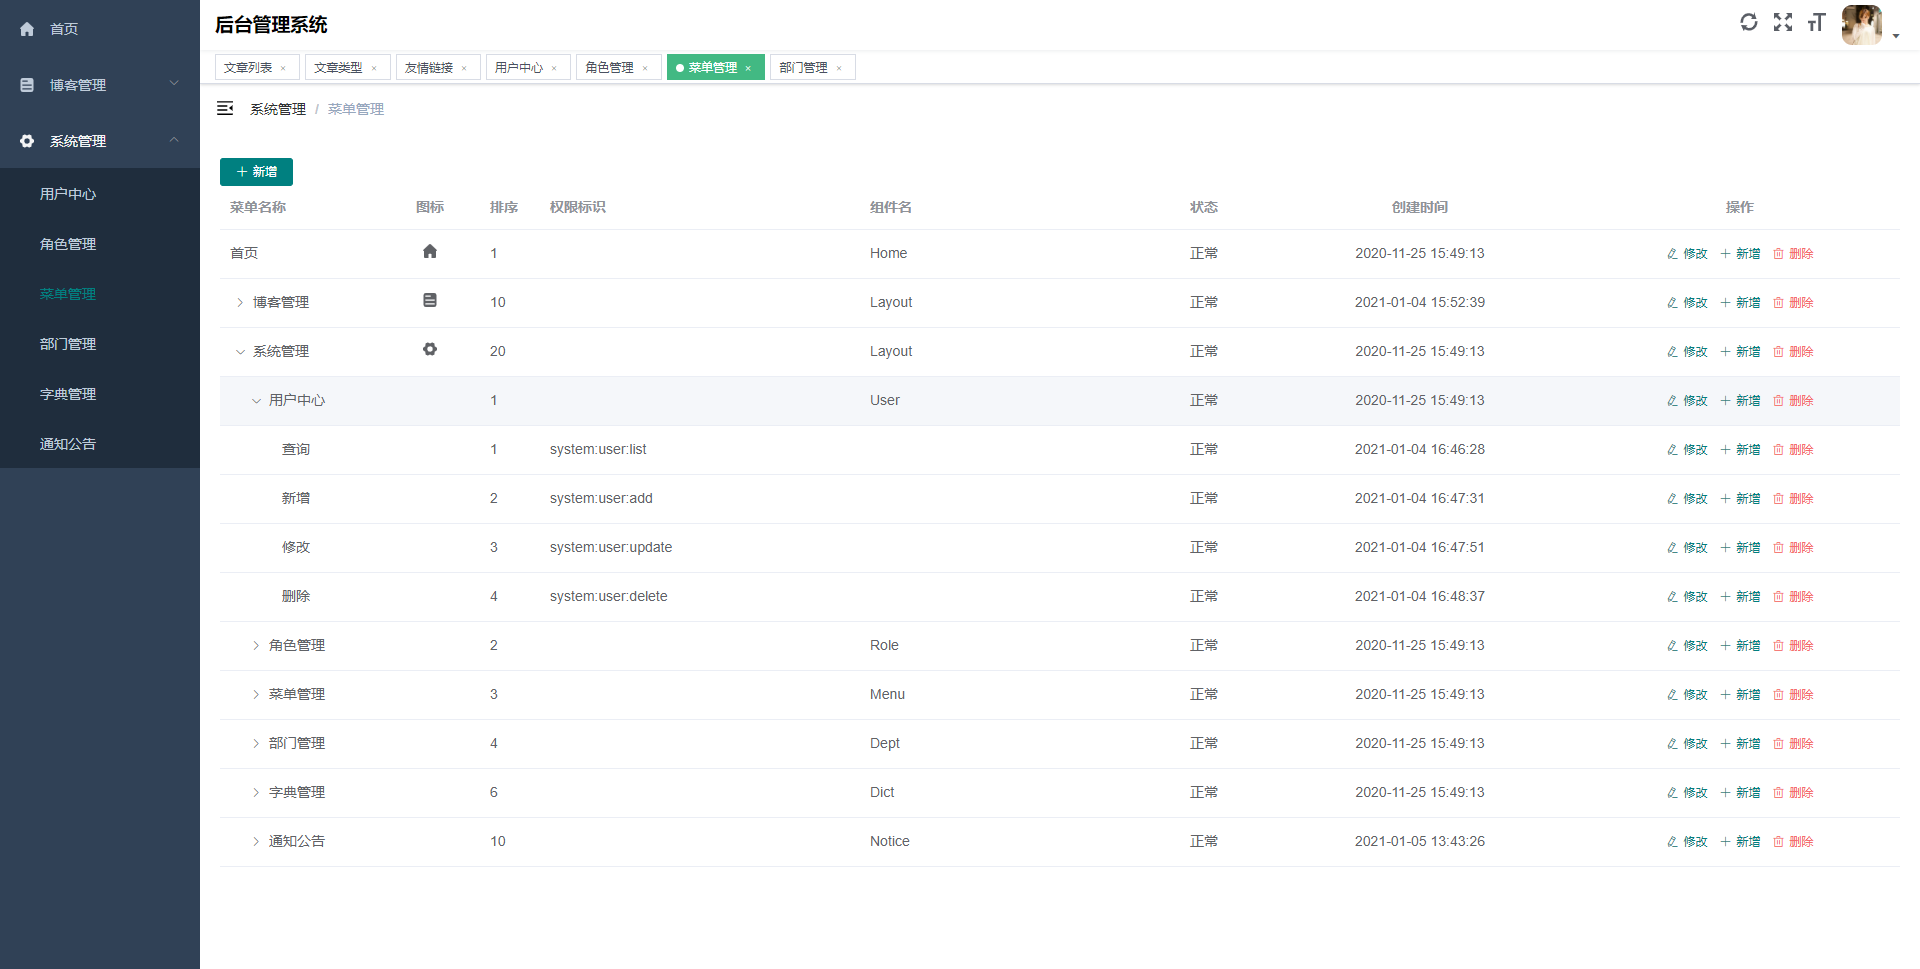 首页
博客管理
系统管理
用户中心
角色管理
菜单管理
部门管理
字典管理
通知公告
后台管理系统
文章列表 × 文章类型 × 友情链接 × 用户中心 × 角色管理 × 菜单管理 × 部门管理 ×
系统管理 / 菜单管理
新增
菜单名称 图标 排序 权限标识 组件名 状态 创建时间 操作
首页 1 Home 正常 2020-11-25 15:49:13 修改 新增 删除
博客管理 10 Layout 正常 2021-01-04 15:52:39 修改 新增 删除
系统管理 20 Layout 正常 2020-11-25 15:49:13 修改 新增 删除
用户中心 1 User 正常 2020-11-25 15:49:13 修改 新增 删除
查询 1 system:user:list 正常 2021-01-04 16:46:28 修改 新增 删除
新增 2 system:user:add 正常 2021-01-04 16:47:31 修改 新增 删除
修改 3 system:user:update 正常 2021-01-04 16:47:51 修改 新增 删除
删除 4 system:user:delete 正常 2021-01-04 16:48:37 修改 新增 删除
角色管理 2 Role 正常 2020-11-25 15:49:13 修改 新增 删除
菜单管理 3 Menu 正常 2020-11-25 15:49:13 修改 新增 删除
部门管理 4 Dept 正常 2020-11-25 15:49:13 修改 新增 删除
字典管理 6 Dict 正常 2020-11-25 15:49:13 修改 新增 删除
通知公告 10 Notice 正常 2021-01-05 13:43:26 修改 新增 删除